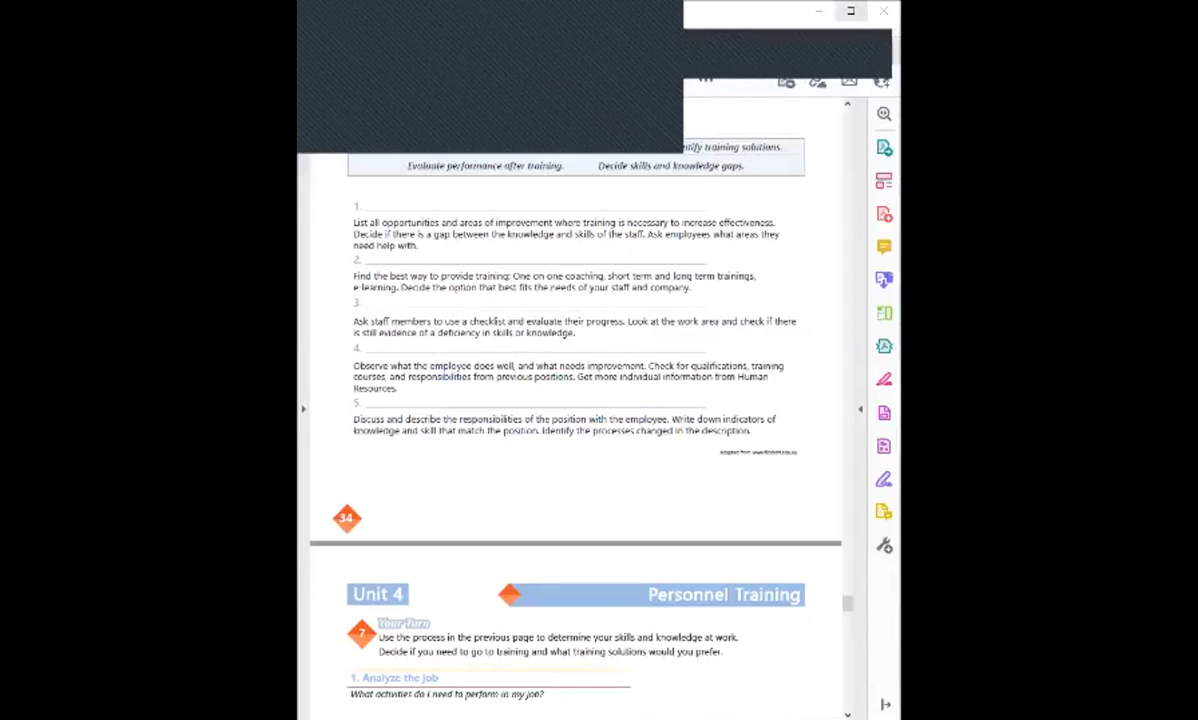 ntify training solutions.
Evaluate performance after training. Decide skills and knowledge gaps.
1.
List all opportunities and areas of improvement where training is necessary to increase effectiveness.
Decide if there is a gap between the knowledge and skills of the staff. Ask employees what areas they
need help with.
2.
Find the best way to provide training: One on one coaching, short term and long term trainings,
e-learning. Decide the option that best fits the needs of your staff and company.
3.
Ask staff members to use a checklist and evaluate their progress. Look at the work area and check if there
is still evidence of a deficiency in skills or knowledge.
4.
Observe what the employee does well, and what needs improvement. Check for qualifications, training
courses, and responsibilities from previous positions. Get more individual information from Human
Resources.
5.
Discuss and describe the responsibilities of the position with the employee. Write down indicators of
knowledge and skill that match the position. Identify the processes changed in the description.
Adapted from
34
Unit 4 Personnel Training
7 Your Turn
Use the process in the previous page to determine your skills and knowledge at work.
Decide if you need to go to training and what training solutions would you prefer.
1. Analyze the job
What activities do I need to perform in my job?